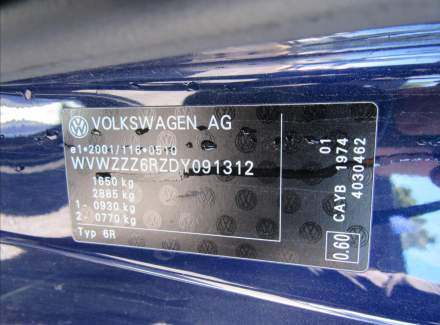 VOLKSWAGEN AG
e1*2001/116*0510
WVWZZZ6RZDY091312
1650 kg
2885 kg
1- 0930 kg
2- 0770 kg
Typ 6R
01
CAYB 1974
4030462
0.60